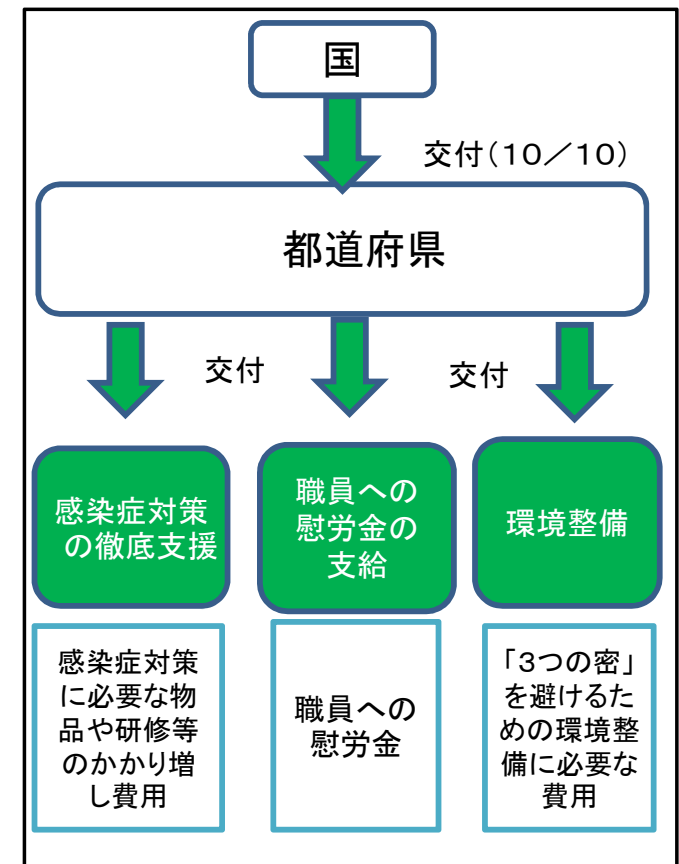 国
交付(10/10)
都道府県
交付
交付
感染症対策
の徹底支援
職員への
慰労金の
支給
環境整備
感染症対策
に必要な物
品や研修等
のかかり増
し費用
職員への
慰労金
「3つの密」
を避けるた
めの環境整
備に必要な
費用